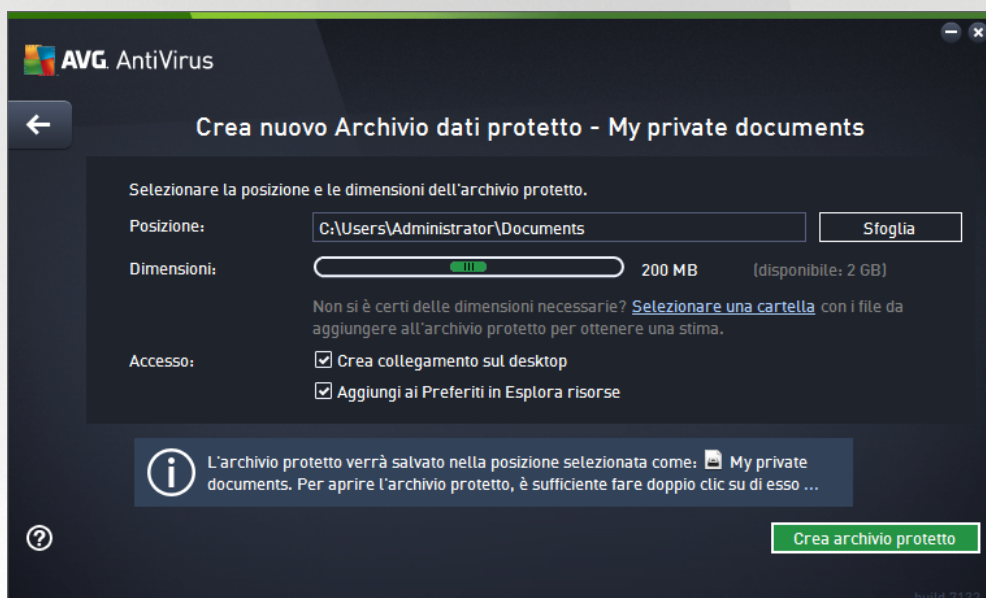 AVG. AntiVirus
Crea nuovo Archivio dati protetto - My private documents
Selezionare la posizione e le dimensioni dell'archivio protetto.
Posizione: C:\Users\Administrator\Documents Sfoglia
Dimensioni: 200 MB (disponibile: 2 GB)
Non si è certi delle dimensioni necessarie? Selezionare una cartella con i file da
aggiungere all'archivio protetto per ottenere una stima.
Accesso: Crea collegamento sul desktop
Aggiungi ai Preferiti in Esplora risorse
L'archivio protetto verrà salvato nella posizione selezionata come: My private
documents. Per aprire l'archivio protetto, è sufficiente fare doppio clic su di esso ...
Crea archivio protetto